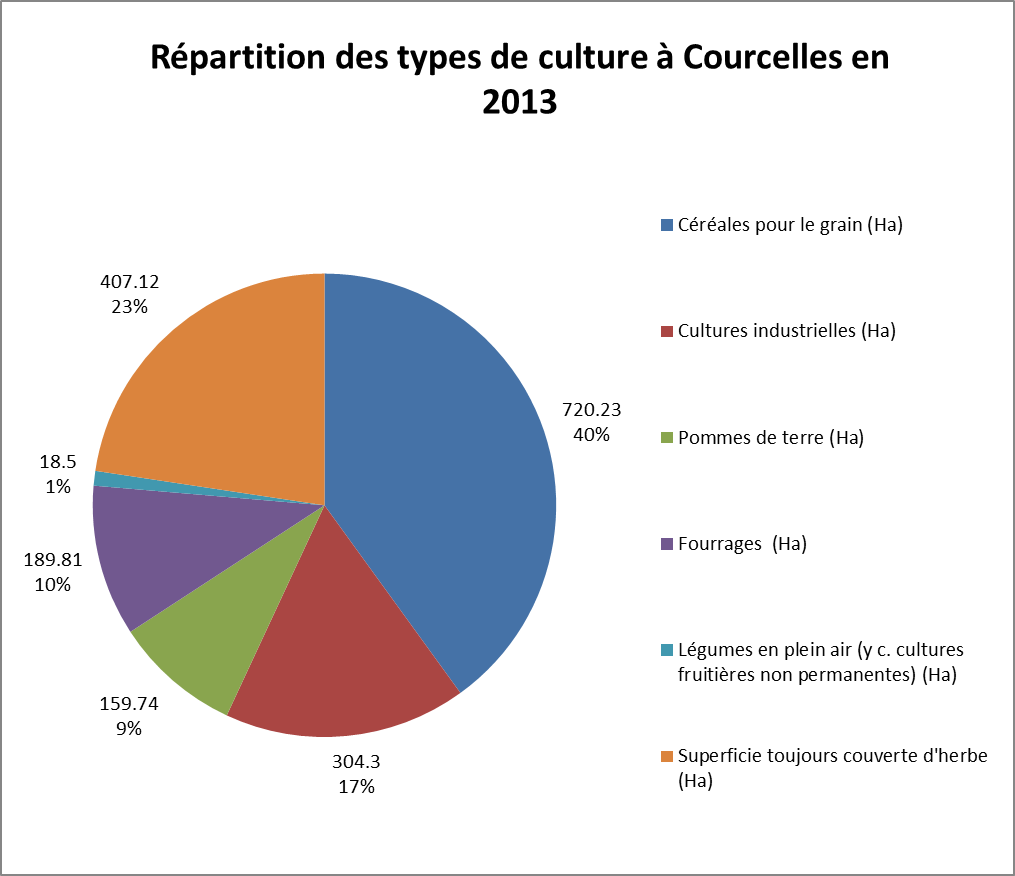 Répartition des types de culture à Courcelles en
2013
407.12
23%
18.5
1%
189.81
10%
159.74
9%
304.3
17%
720.23
40%
Céréales pour le grain (Ha)
Cultures industrielles (Ha)
Pommes de terre (Ha)
Fourrages  (Ha)
Légumes en plein air (y c. cultures
fruitières non permanentes) (Ha)
Superficie toujours couverte d'herbe
(Ha)